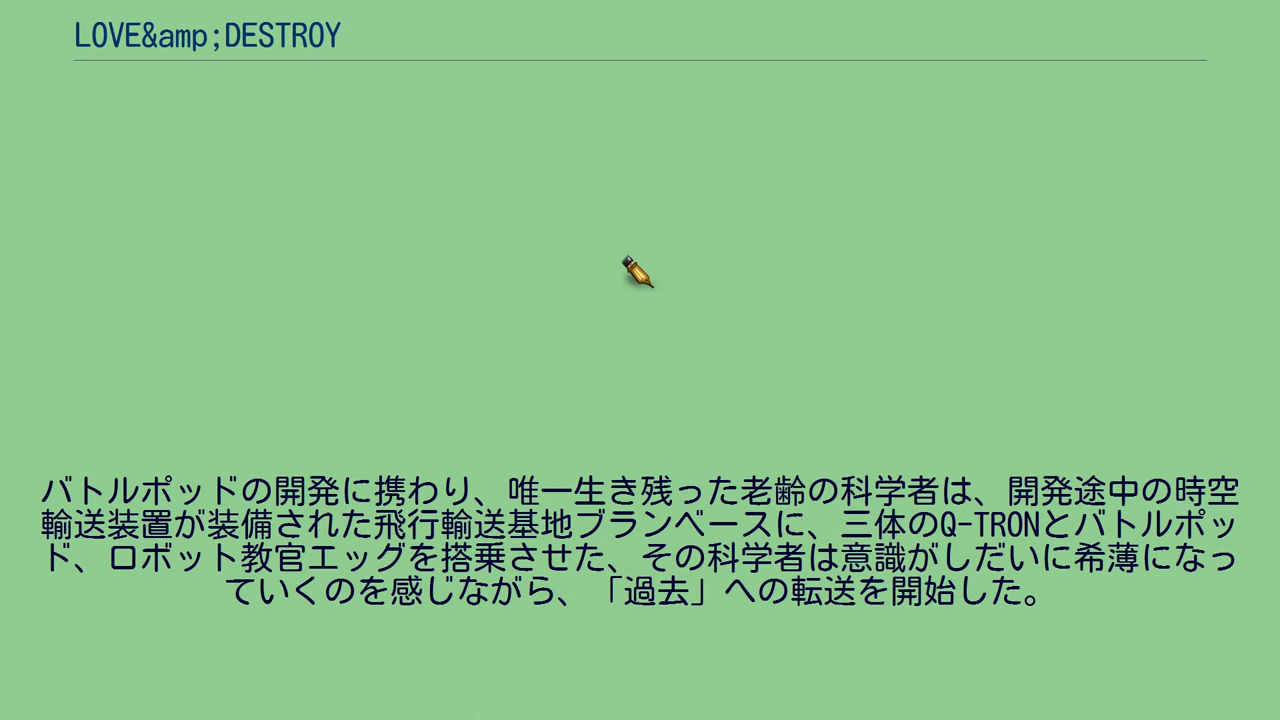 LOVE&amp;DESTROY
バトルポッドの開発に携わり、唯一生き残った老齢の科学者は、開発途中の時空
輸送装置が装備された飛行輸送基地ブランベースに、三体のQ-TRONとバトルポッ
ド、ロボット教官エッグを搭乗させた、その科学者は意識がしだいに希薄になっ
ていくのを感じながら、「過去」への転送を開始した。